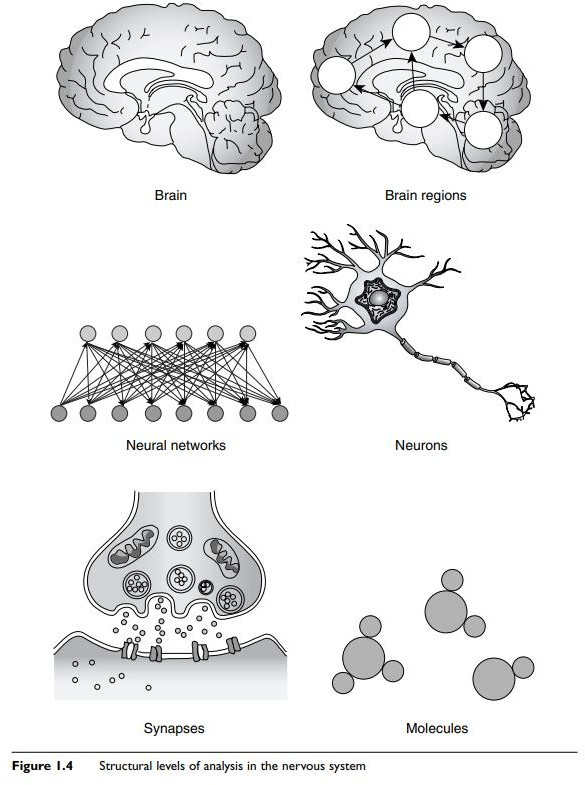 Brain
Brain regions
Neural networks
Neurons
Synapses
Molecules
Figure 1.4 Structural levels of analysis in the nervous system